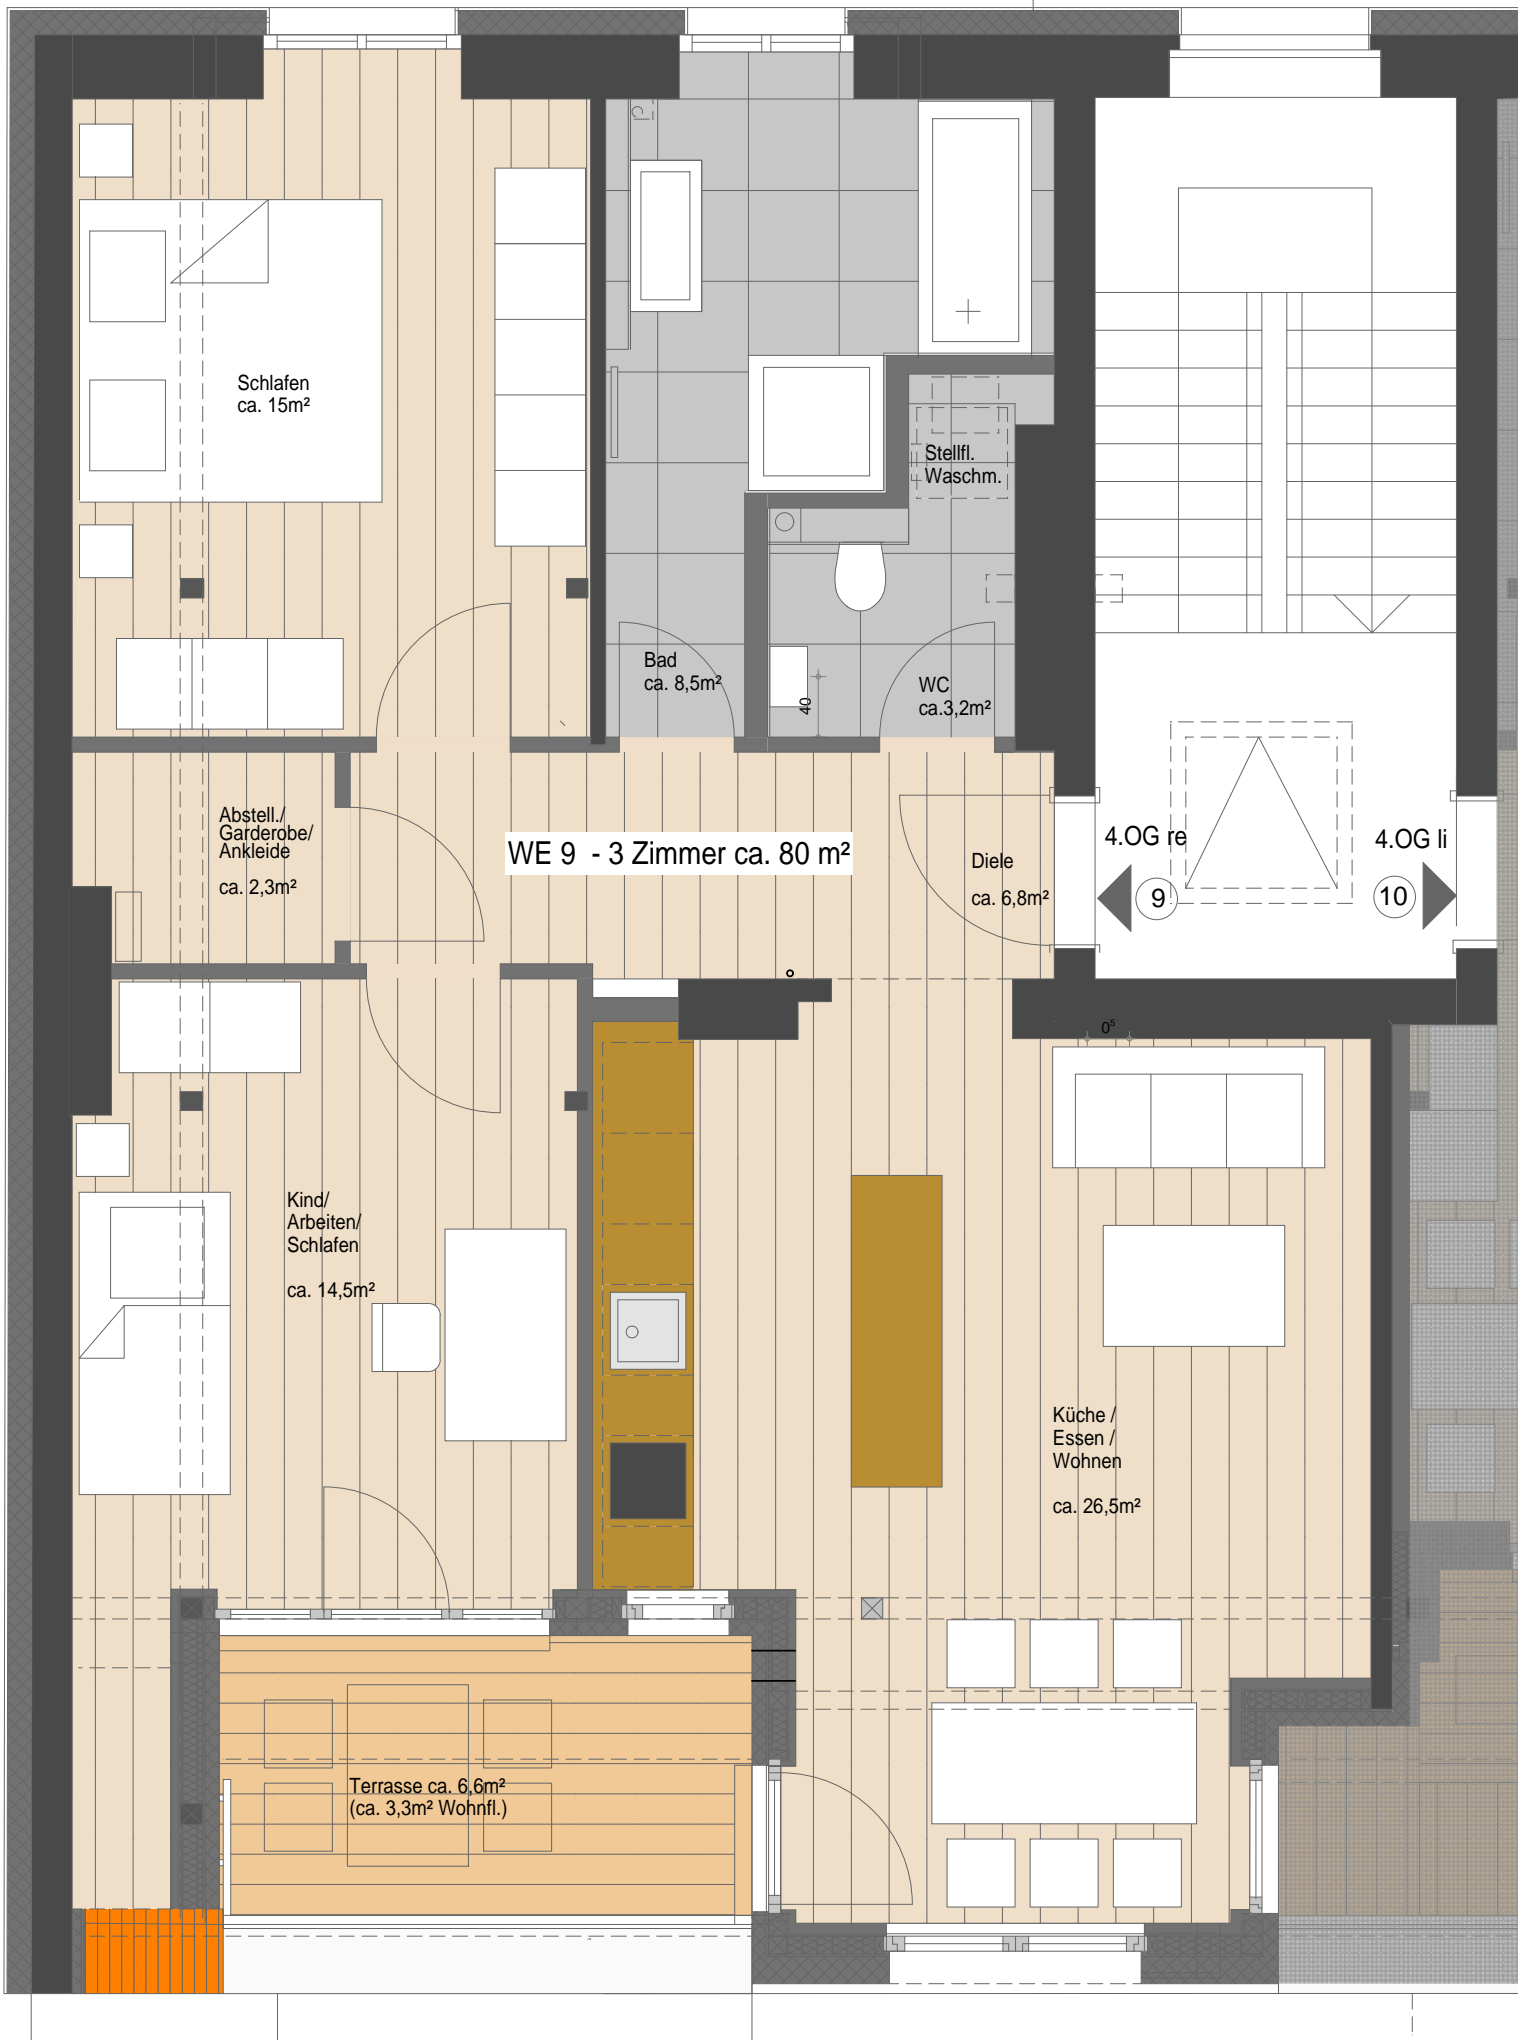 Schlafen
ca. 15m²
Stellfl.
Waschm.
Bad
ca. 8,5m²
WC
ca.3,2m²
40
Abstell./
Garderobe/
Ankleide
ca. 2,3m²
WE 9 - 3 Zimmer ca. 80 m²
Diele
ca. 6,8m²
4.OG re
9
4.OG li
10
0⁵
Kind/
Arbeiten/
Schlafen
ca. 14,5m²
Küche /
Essen /
Wohnen
ca. 26,5m²
Terrasse ca. 6,6m²
(ca. 3,3m² Wohnfl.)